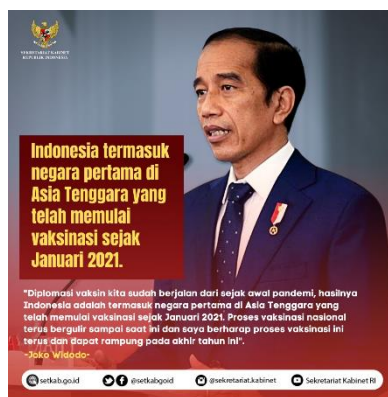 SEKRETARIAT KABINET
REPUBLIK INDONESIA
Indonesia termasuk
negara pertama di
Asia Tenggara yang
telah memulai
vaksinasi sejak
Januari 2021.
"Diplomasi vaksin kita sudah berjalan dari sejak awal pandemi, hasilnya
Indonesia adalah termasuk negara pertama di Asia Tenggara yang
telah memulai vaksinasi sejak Januari 2021. Proses vaksinasi nasional
terus bergulir sampai saat ini dan saya berharap proses vaksinasi ini
terus dan dapat rampung pada akhir tahun ini".
-Joko Widodo-
setkab.go.id @setkabgoid @sekretariat.kabinet Sekretariat Kabinet RI